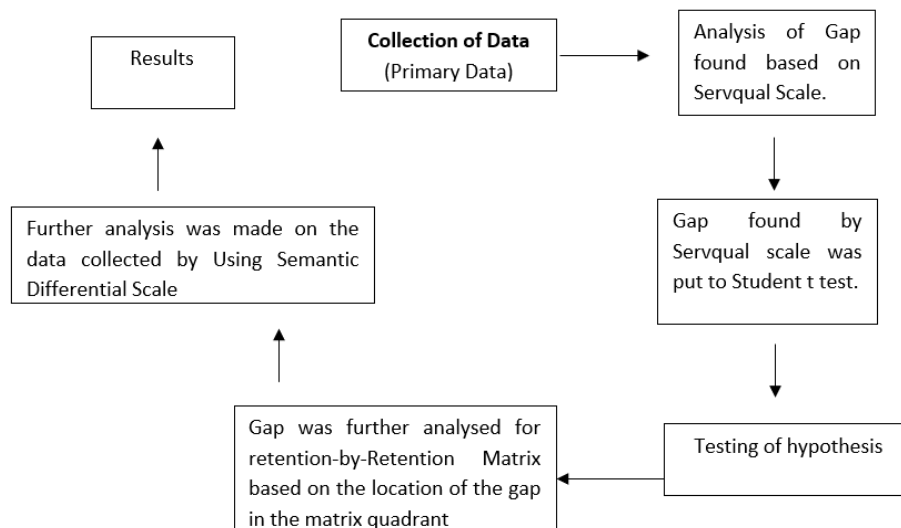 Collection of Data
(Primary Data)
Analysis of Gap
found based on
Servqual Scale.
Gap found by
Servqual scale was
put to Student t test.
Testing of hypothesis
Gap was further analysed for
retention-by-Retention Matrix
based on the location of the gap
in the matrix quadrant
Further analysis was made on the
data collected by Using Semantic
Differential Scale
Results